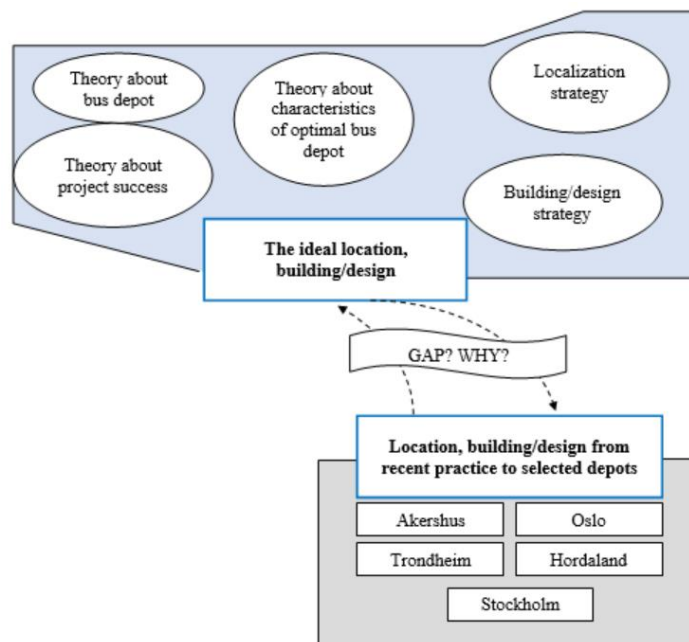 Theory about
bus depot
Theory about
characteristics
of optimal bus
depot
Localization
strategy
Theory about
project success
Building/design
strategy
The ideal location,
building/design
GAP? WHY?
Location, building/design from
recent practice to selected depots
Akershus
Oslo
Trondheim
Hordaland
Stockholm